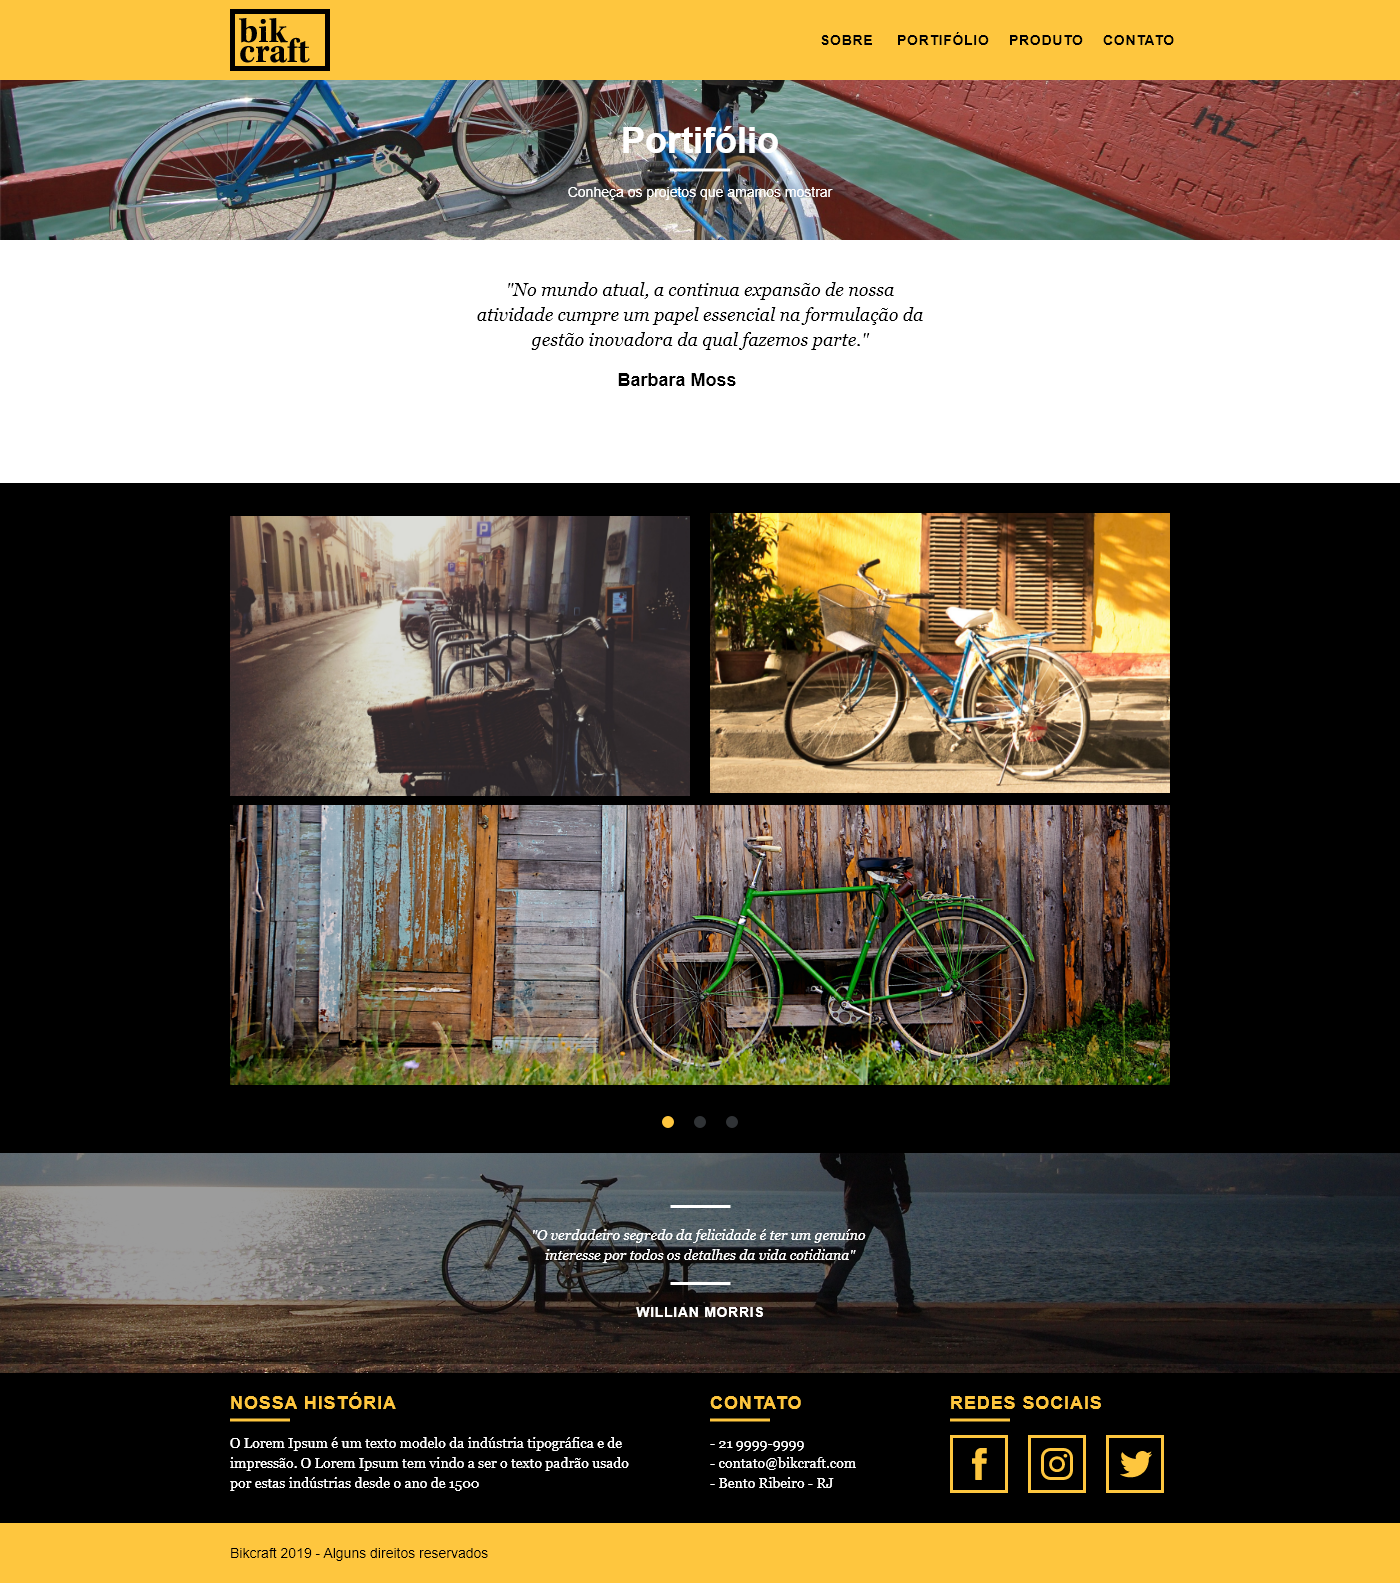 bik
craft
SOBRE PORTIFÓLIO PRODUTO CONTATO
Portifólio
Conheça os projetos que amamos mostrar
"No mundo atual, a continua expansão de nossa
atividade cumpre um papel essencial na formulação da
gestão inovadora da qual fazemos parte."
Barbara Moss
P
"O verdadeiro segredo da felicidade é ter um genuíno
interesse por todos os detalhes da vida cotidiana"
WILLIAN MORRIS
NOSSA HISTÓRIA
O Lorem Ipsum é um texto modelo da indústria tipográfica e de
impressão. O Lorem Ipsum tem vindo a ser o texto padrão usado
por estas indústrias desde o ano de 1500
CONTATO
- 21 9999-9999
- contato@bikcraft.com
- Bento Ribeiro - RJ
REDES SOCIAIS
Bikcraft 2019 - Alguns direitos reservados